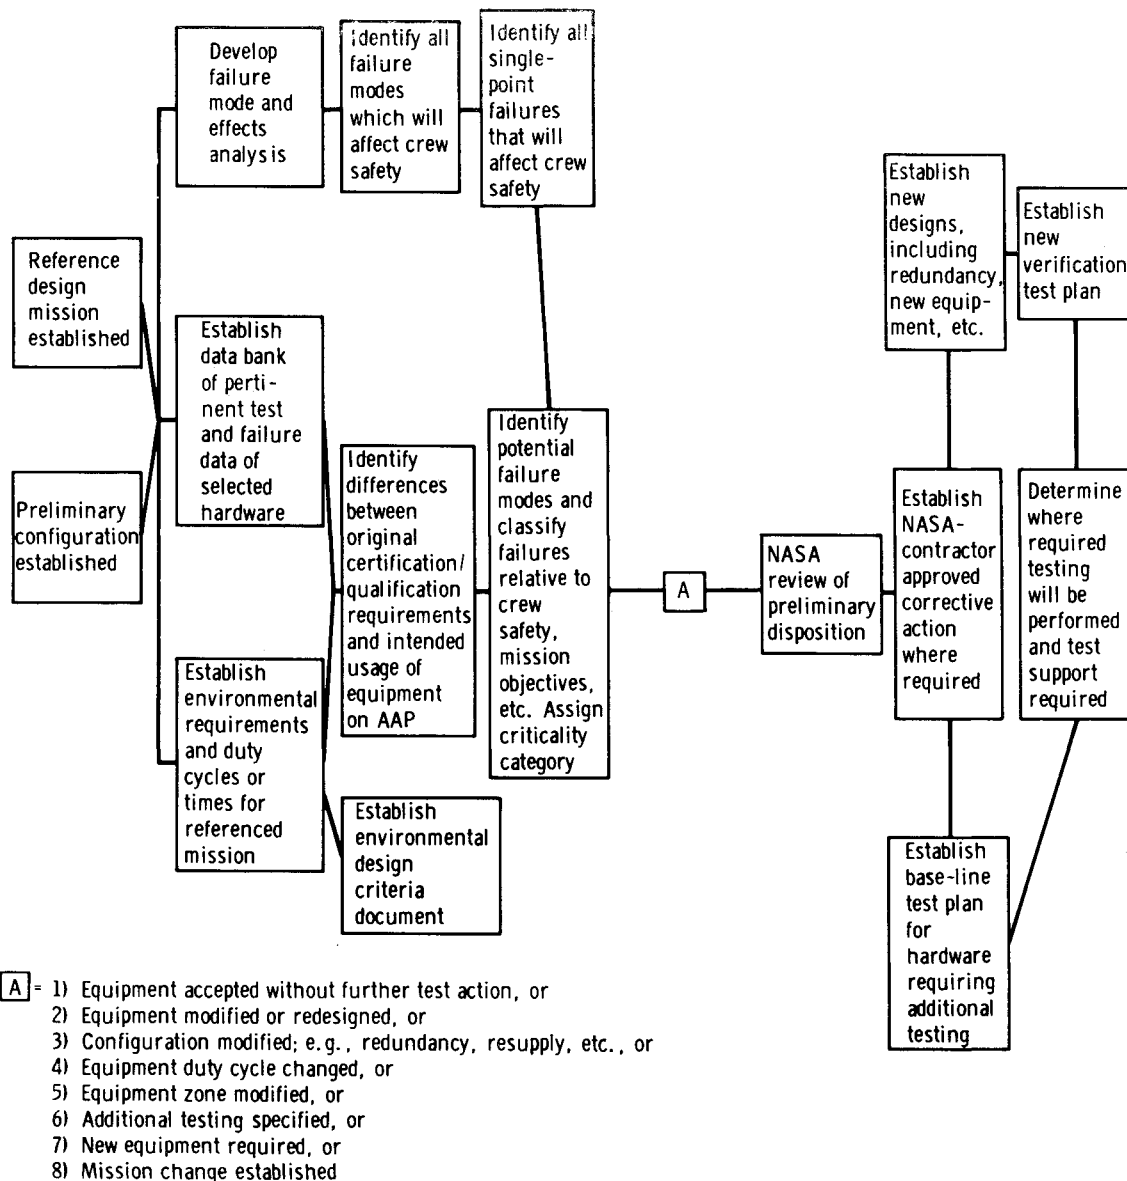 Develop
failure
mode and
effects
analysis
Identify all
failure
modes
which will
affect crew
safety
Identify all
single-
point
failures
that will
affect crew
safety
Reference
design
mission
established
Preliminary
configuration
established
Establish
data bank
of perti-
nent test
and failure
data of
selected
hardware
Establish
environmental
requirements
and duty
cycles or
times for
referenced
mission
Identify
differences
between
original
certification/
qualification
requirements
and intended
usage of
equipment
on AAP
Establish
environmental
design
criteria
document
Identify
potential
failure
modes and
classify
failures
relative to
crew
safety,
mission
objectives,
etc. Assign
criticality
category
A
NASA
review of
preliminary
disposition
Establish
NASA-
contractor
approved
corrective
action
where
required
Establish
new
designs,
including
redundancy,
new equip-
ment, etc.
Establish
new
verification
test plan
Determine
where
required
testing
will be
performed
and test
support
required
Establish
base-line
test plan
for
hardware
requiring
additional
testing
A = 1) Equipment accepted without further test action, or
2) Equipment modified or redesigned, or
3) Configuration modified; e.g., redundancy, resupply, etc., or
4) Equipment duty cycle changed, or
5) Equipment zone modified, or
6) Additional testing specified, or
7) New equipment required, or
8) Mission change established